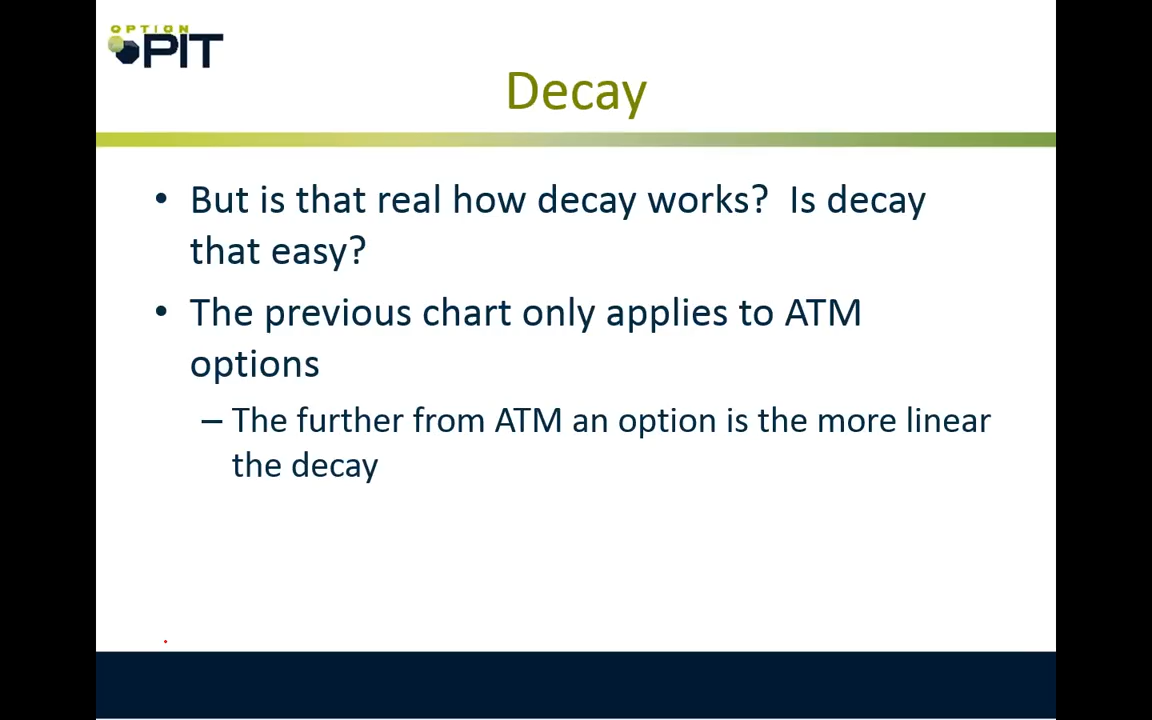 OPTION
PIT
Decay
• But is that real how decay works?  Is decay
that easy?
• The previous chart only applies to ATM
options
– The further from ATM an option is the more linear
the decay